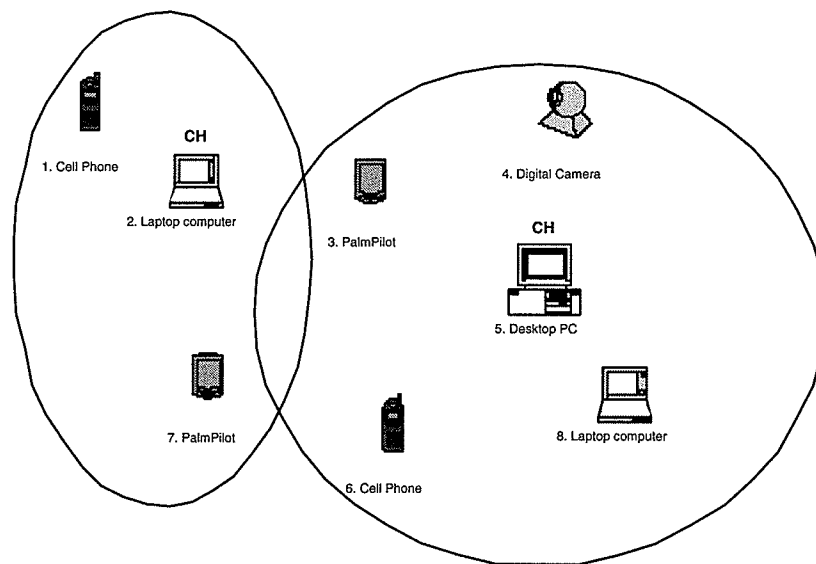 CH
1. Cell Phone
2. Laptop computer
3. PalmPilot
4. Digital Camera
CH
5. Desktop PC
6. Cell Phone
7. PalmPilot
8. Laptop computer